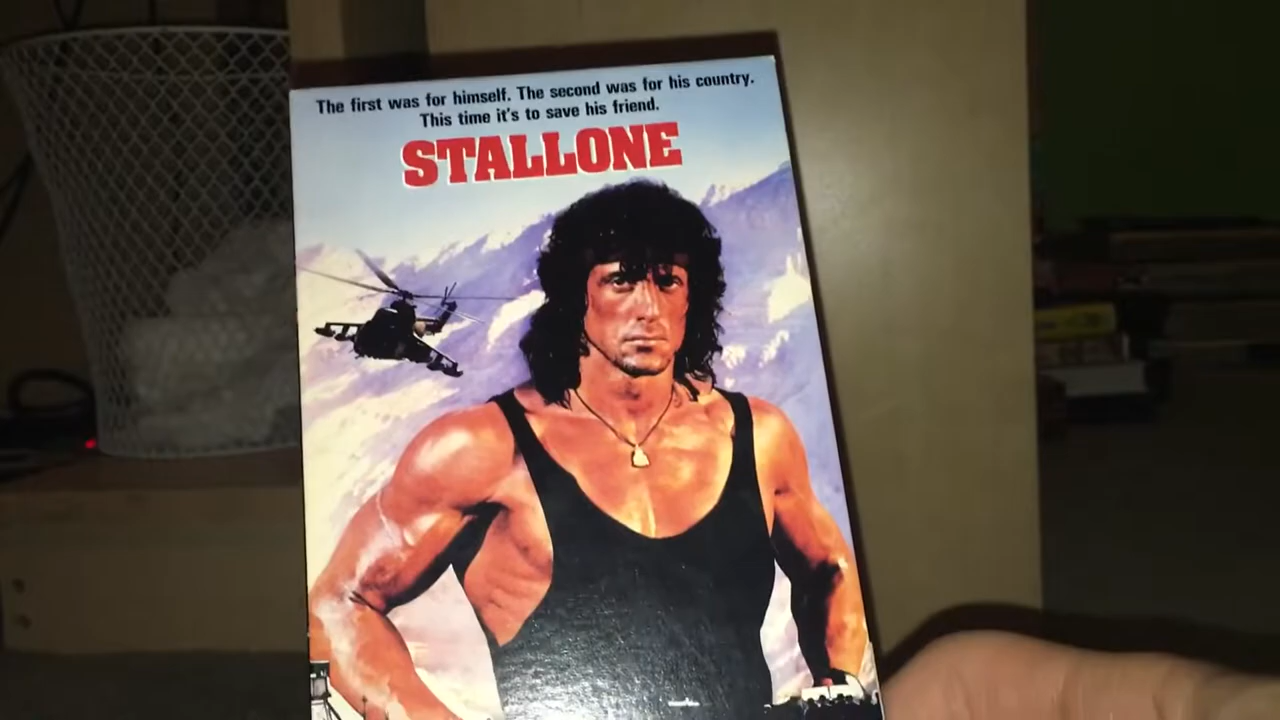 The first was for himself. The second was for his country.
This time it's to save his friend.
STALLONE